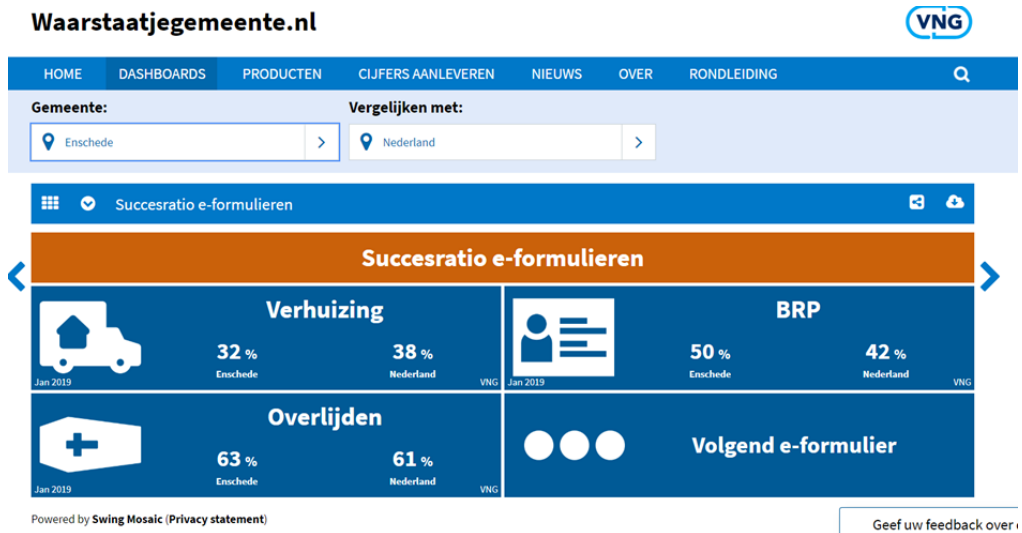 Waarstaatjegemeente.nl
VNG
HOME DASHBOARDS PRODUCTEN CIJFERS AANLEVEREN NIEUWS OVER RONDLEIDING
Gemeente: Vergelijken met:
Enschede Nederland
Succesratio e-formulieren
Succesratio e-formulieren
Verhuizing
32 % 38 %
Enschede Nederland
Jan 2019 VNG
BRP
50 % 42 %
Enschede Nederland
Jan 2019 VNG
Overlijden
63 % 61 %
Enschede Nederland
Jan 2019 VNG
Volgend e-formulier
Powered by Swing Mosaic (Privacy statement)
Geef uw feedback over